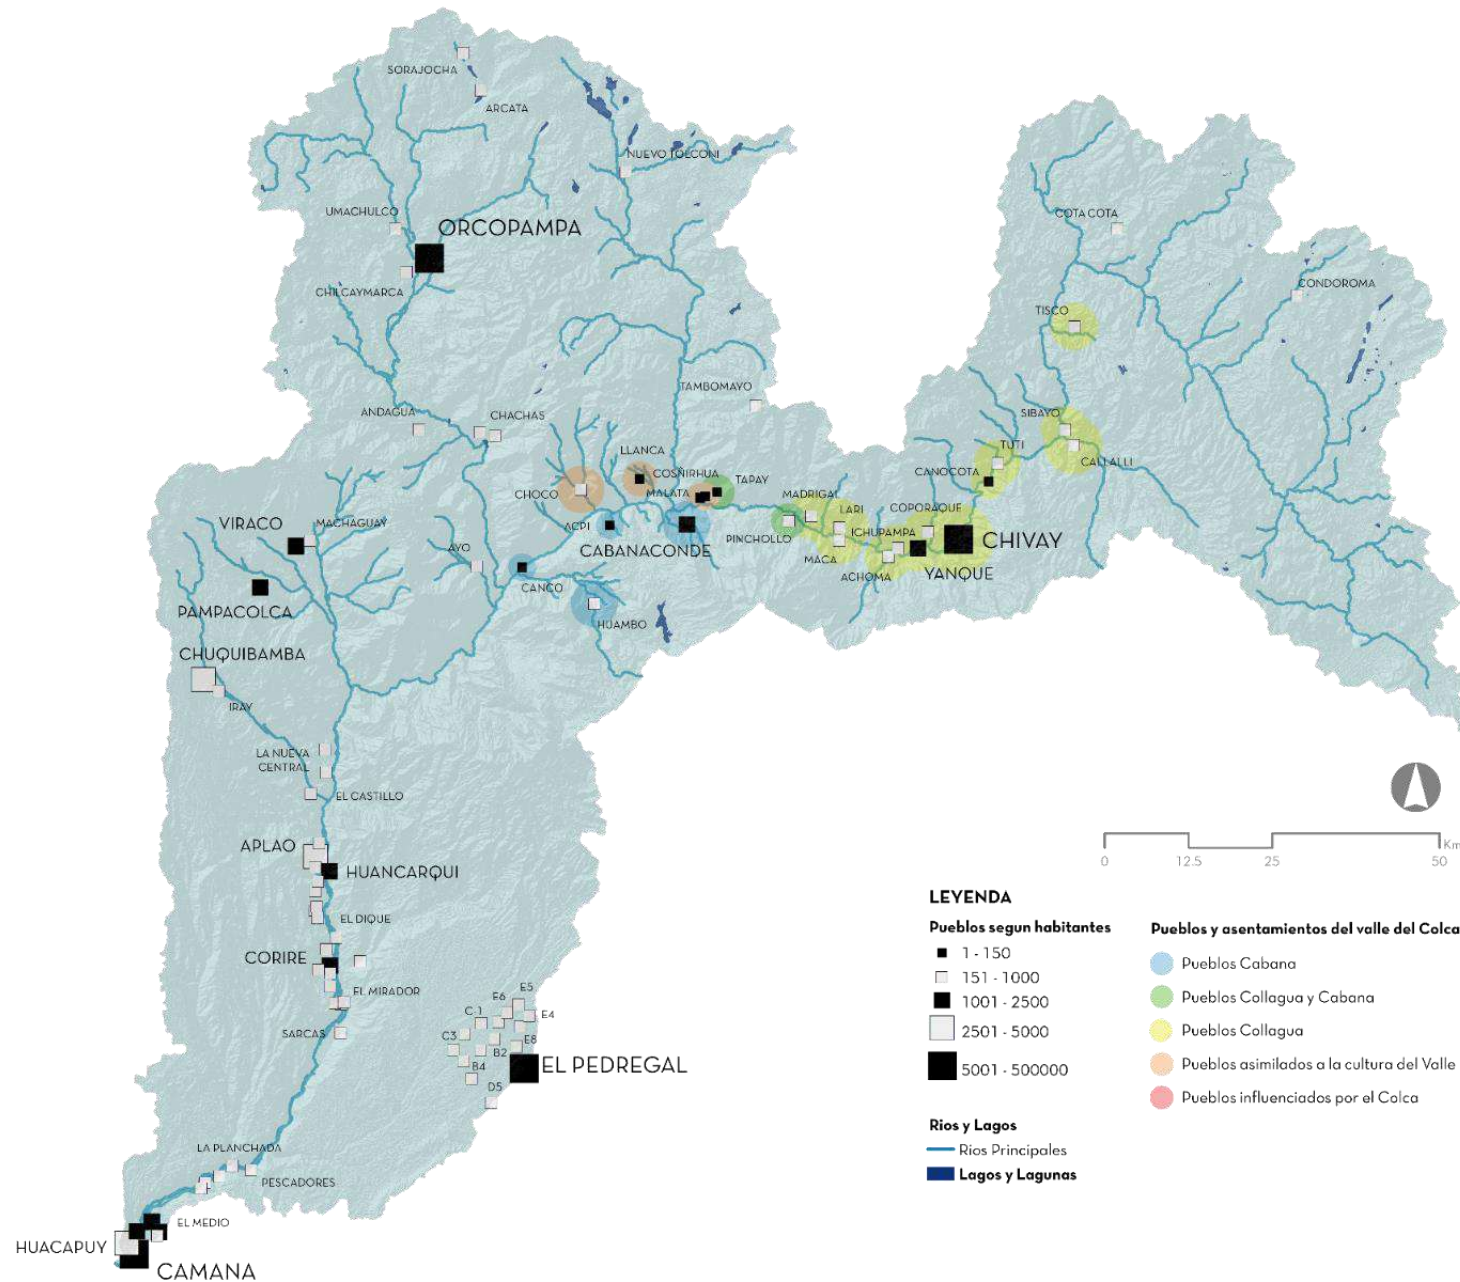 SORAJOCHA
ARCATA
NUEVO TOLCONI
UMACHULCO
ORCOPAMPA
COTA COTA
CHILCAYMARCA
CONDOROMA
TISCO
TAMBOMAYO
ANDAGUA
CHACHAS
SIBAYO
TUTI
LLANCA
CALLALLI
COSÑIRHUA
CANOCOTA
TAPAY
CHOCO
MALATA
MADRIGAL
LARI
COPORAQUE
VIRACO
MACHAGUAY
ACPI
ICHUPAMPA
PINCHOLLO
CHIVAY
AYO
CABANACONDE
MACA
YANQUE
ACHOMA
CANCO
PAMPACOLCA
HUAMBO
CHUQUIBAMBA
IRAY
LA NUEVA
CENTRAL
EL CASTILLO
APLAO
HUANCARQUI
EL DIQUE
CORIRE
EL MIRADOR
SARCAS
E5
E6
E4
C 1
C3
E8
B2
B4
EL PEDREGAL
D5
LA PLANCHADA
PESCADORES
EL MEDIO
HUACAPUY
CAMANA
Km
0 12.5 25 50
LEYENDA
Pueblos segun habitantes
1 - 150
151 - 1000
1001 - 2500
2501 - 5000
5001 - 500000
Rios y Lagos
Rios Principales
Lagos y Lagunas
Pueblos y asentamientos del valle del Colca
Pueblos Cabana
Pueblos Collagua y Cabana
Pueblos Collagua
Pueblos asimilados a la cultura del Valle
Pueblos influenciados por el Colca